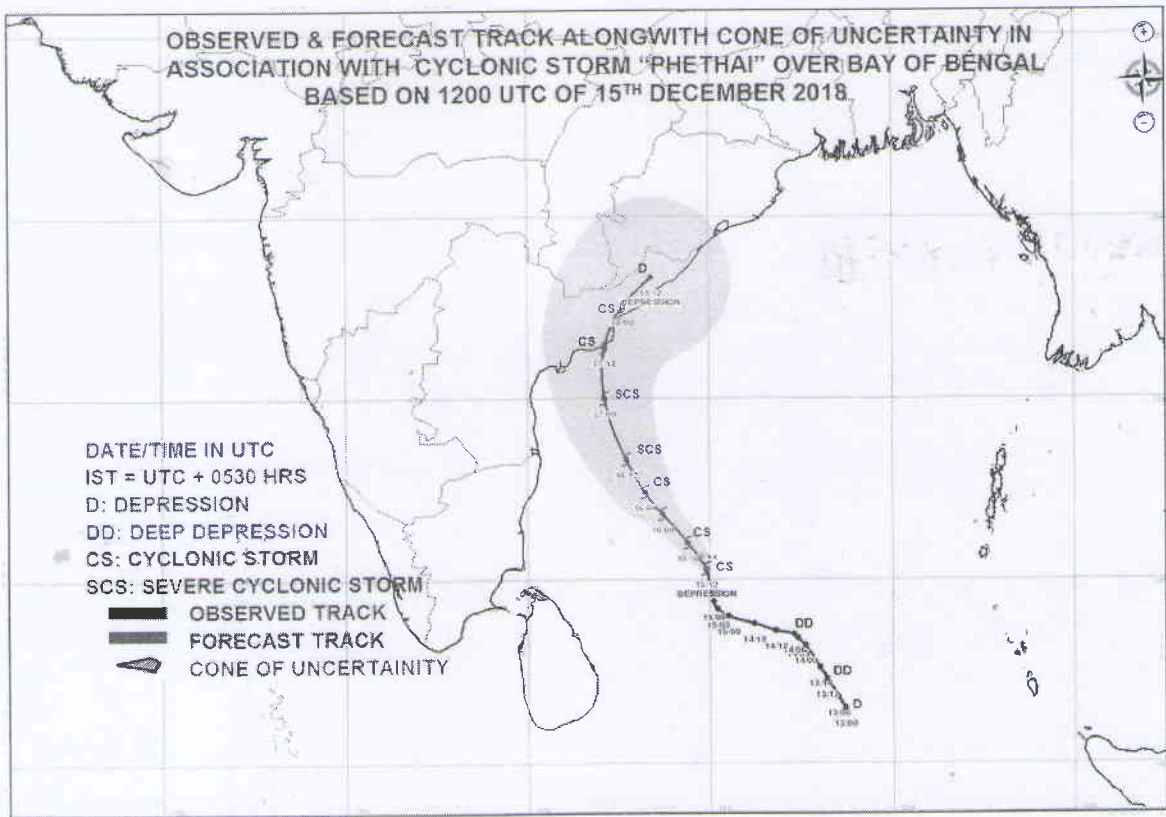 OBSERVED & FORECAST TRACK ALONGWITH CONE OF UNCERTAINTY IN
ASSOCIATION WITH CYCLONIC STORM "PHETHAI" OVER BAY OF BENGAL
BASED ON 1200 UTC OF 15TH DECEMBER 2018
D
DEPRESSION
CS
CS
SCS
SCS
CS
CS
CS
15/12
DEPRESSION
DD
DD
D
DATE/TIME IN UTC
IST = UTC + 0530 HRS
D: DEPRESSION
DD: DEEP DEPRESSION
CS: CYCLONIC STORM
SCS: SEVERE CYCLONIC STORM
OBSERVED TRACK
FORECAST TRACK
CONE OF UNCERTAINITY